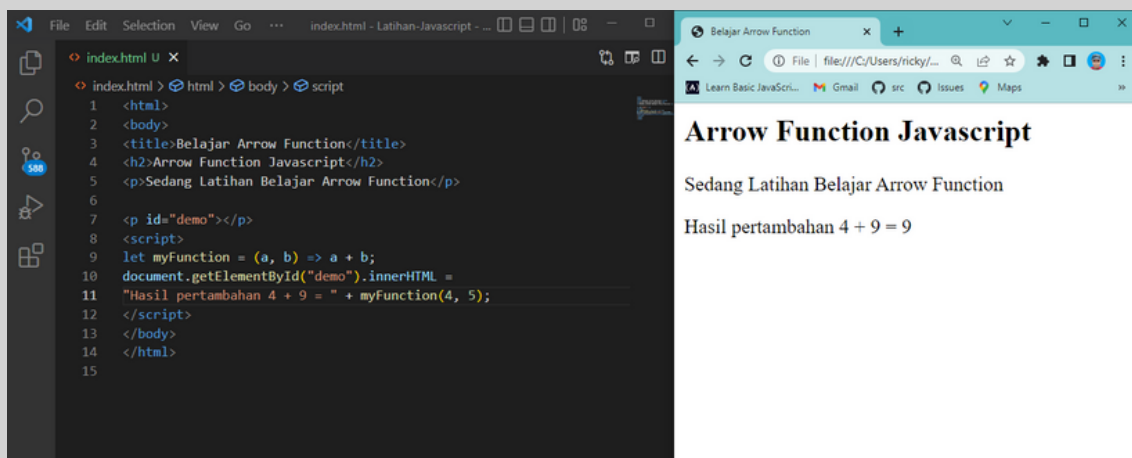 File Edit Selection View Go ··· index.html - Latihan-Javascript - ...
index.html U
index.html > html > body > script
588
1 <html>
2 <body>
3 <title>Belajar Arrow Function</title>
4 <h2>Arrow Function Javascript</h2>
5 <p>Sedang Latihan Belajar Arrow Function</p>
6
7 <p id="demo"></p>
8 <script>
9 let myFunction = (a, b) => a + b;
10 document.getElementById("demo").innerHTML =
11 "Hasil pertambahan 4 + 9 = " + myFunction(4, 5);
12 </script>
13 </body>
14 </html>
15
Belajar Arrow Function
File | file:///C:/Users/ricky/...
Learn Basic JavaScri... Gmail src Issues Maps »
Arrow Function Javascript
Sedang Latihan Belajar Arrow Function
Hasil pertambahan 4 + 9 = 9